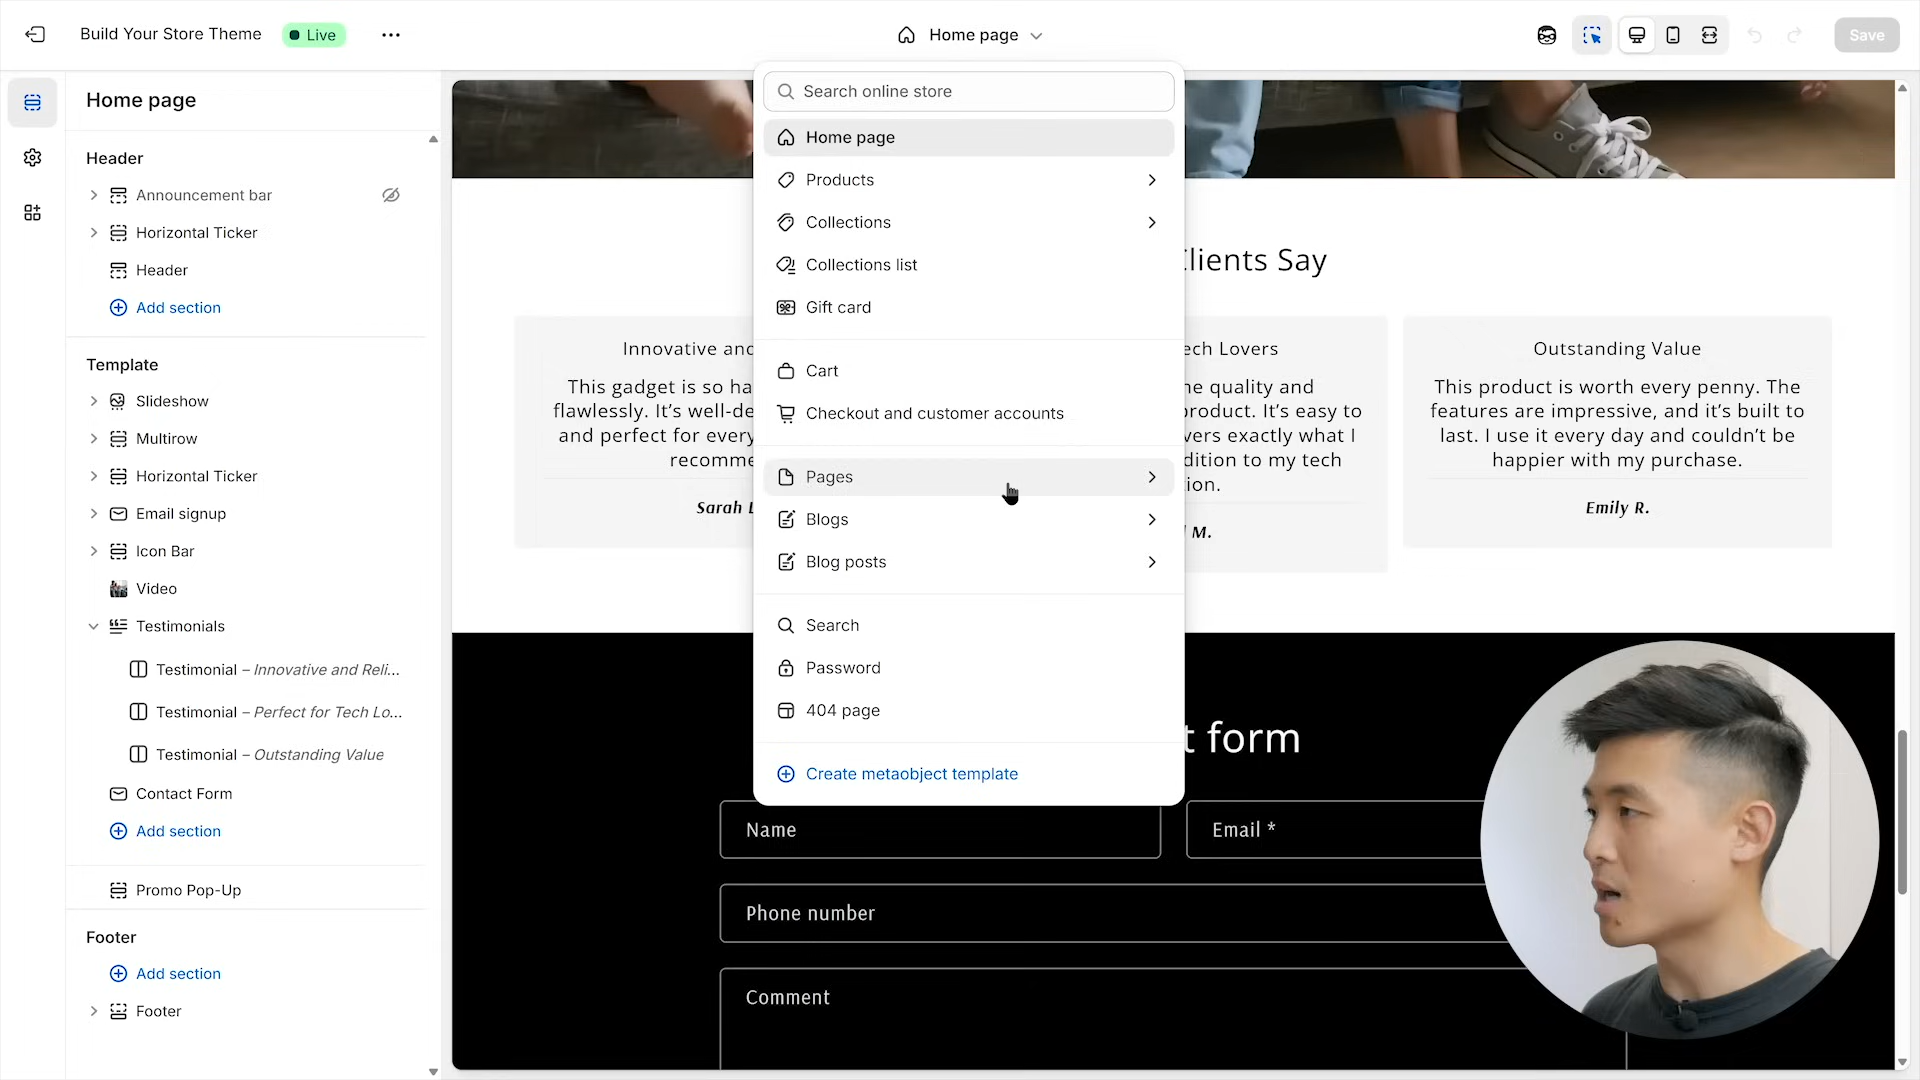 Build Your Store Theme
Live
Home page
Save
Home page
Header
Announcement bar
Horizontal Ticker
Header
Add section
Template
Slideshow
Multirow
Horizontal Ticker
Email signup
Icon Bar
Video
Testimonials
Testimonial – Innovative and Reli...
Testimonial – Perfect for Tech Lo...
Testimonial – Outstanding Value
Contact Form
Add section
Promo Pop-Up
Footer
Add section
Footer
Search online store
Home page
Products
Collections
Collections list
Gift card
Cart
Checkout and customer accounts
Pages
Blogs
Blog posts
Search
Password
404 page
Create metaobject template
Clients Say
Innovative and
This gadget is so ha
flawlessly. It's well-de
and perfect for every
recomme
Sarah
ech Lovers
he quality and
product. It's easy to
vers exactly what I
dition to my tech
ion.
M.
Outstanding Value
This product is worth every penny. The
features are impressive, and it's built to
last. I use it every day and couldn't be
happier with my purchase.
Emily R.
t form
Name
Email *
Phone number
Comment